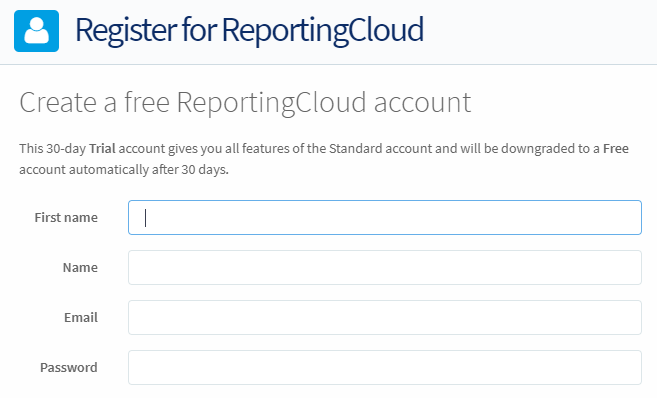 Register for ReportingCloud
Create a free ReportingCloud account
This 30-day Trial account gives you all features of the Standard account and will be downgraded to a Free
account automatically after 30 days.
First name
Name
Email
Password